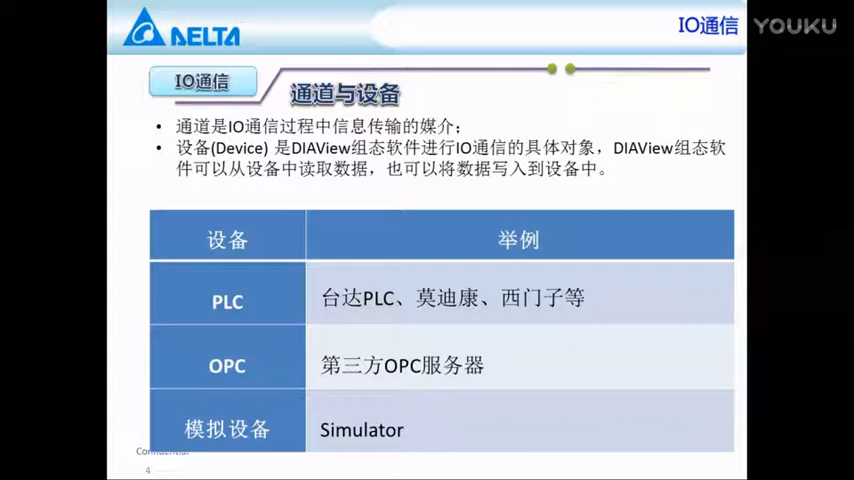 DELTA
IO通信
YOUKU
IO通信
通道与设备
• 通道是IO通信过程中信息传输的媒介；
• 设备(Device) 是DIAView组态软件进行IO通信的具体对象，DIAView组态软
件可以从设备中读取数据，也可以将数据写入到设备中。
设备 举例
PLC 台达PLC、莫迪康、西门子等
OPC 第三方OPC服务器
模拟设备 Simulator
Confidential
4